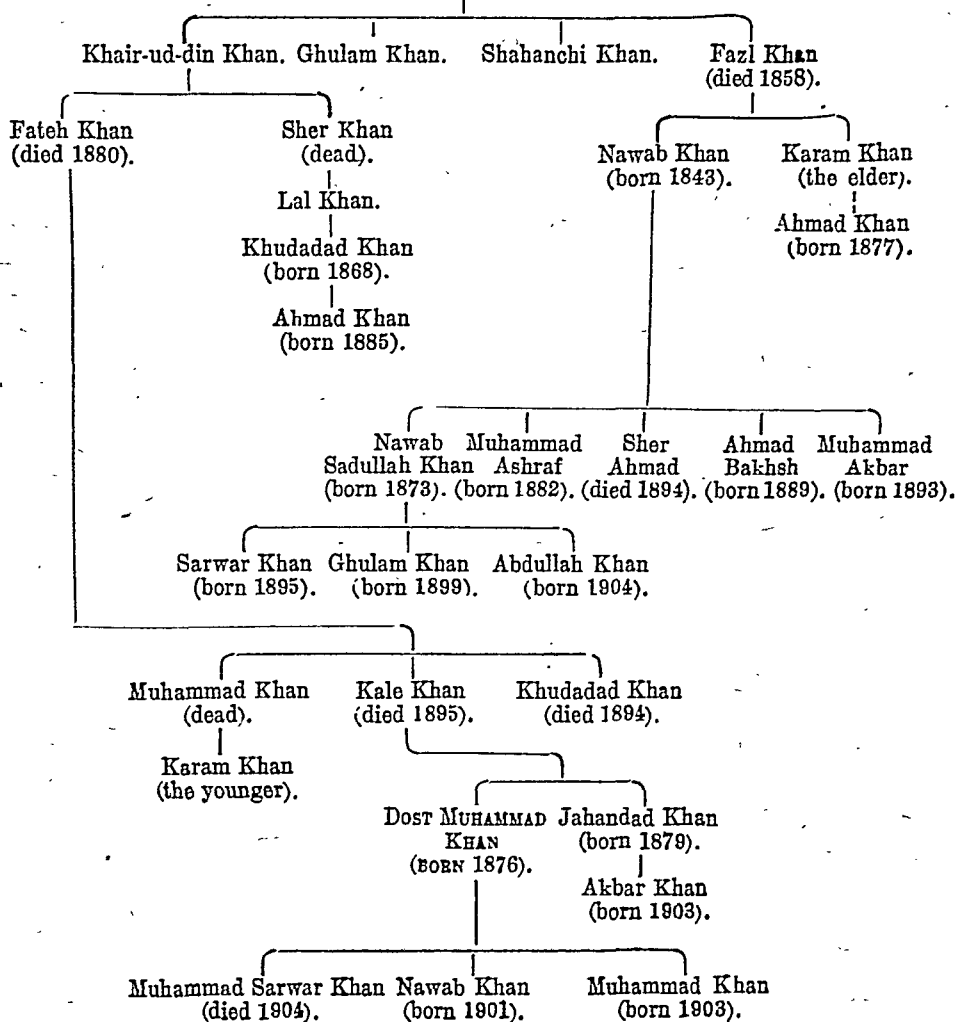 Khair-ud-din Khan. Ghulam Khan. Shahanchi Khan. Fazl Khan
(died 1858).
Fateh Khan Sher Khan Nawab Khan Karam Khan
(died 1880). (dead). (born 1843). (the elder).
Lal Khan. Ahmad Khan
(born 1877).
Khudadad Khan
(born 1868).
Ahmad Khan
(born 1885).
Nawab Muhammad Sher Ahmad Muhammad
Sadullah Khan Ashraf Ahmad Bakhsh Akbar
(born 1873). (born 1882). (died 1894). (born 1889). (born 1893).
Sarwar Khan Ghulam Khan Abdullah Khan
(born 1895). (born 1899). (born 1904).
Muhammad Khan Kale Khan Khudadad Khan
(dead). (died 1895). (died 1894).
Karam Khan
(the younger).
DOST MUHAMMAD Jahandad Khan
KHAN (born 1879).
(BORN 1876).
Akbar Khan
(born 1903).
Muhammad Sarwar Khan Nawab Khan Muhammad Khan
(died 1904). (born 1901). (born 1903).